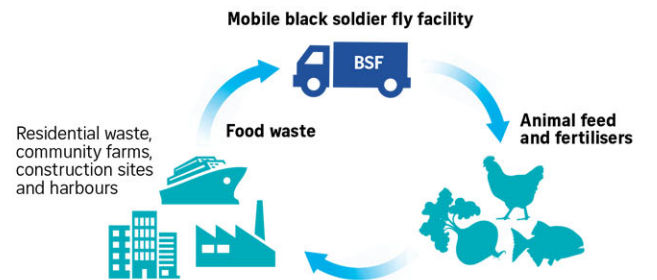 Mobile black soldier fly facility
BSF
Animal feed
and fertilisers
Food waste
Residential waste,
community farms,
construction sites
and harbours